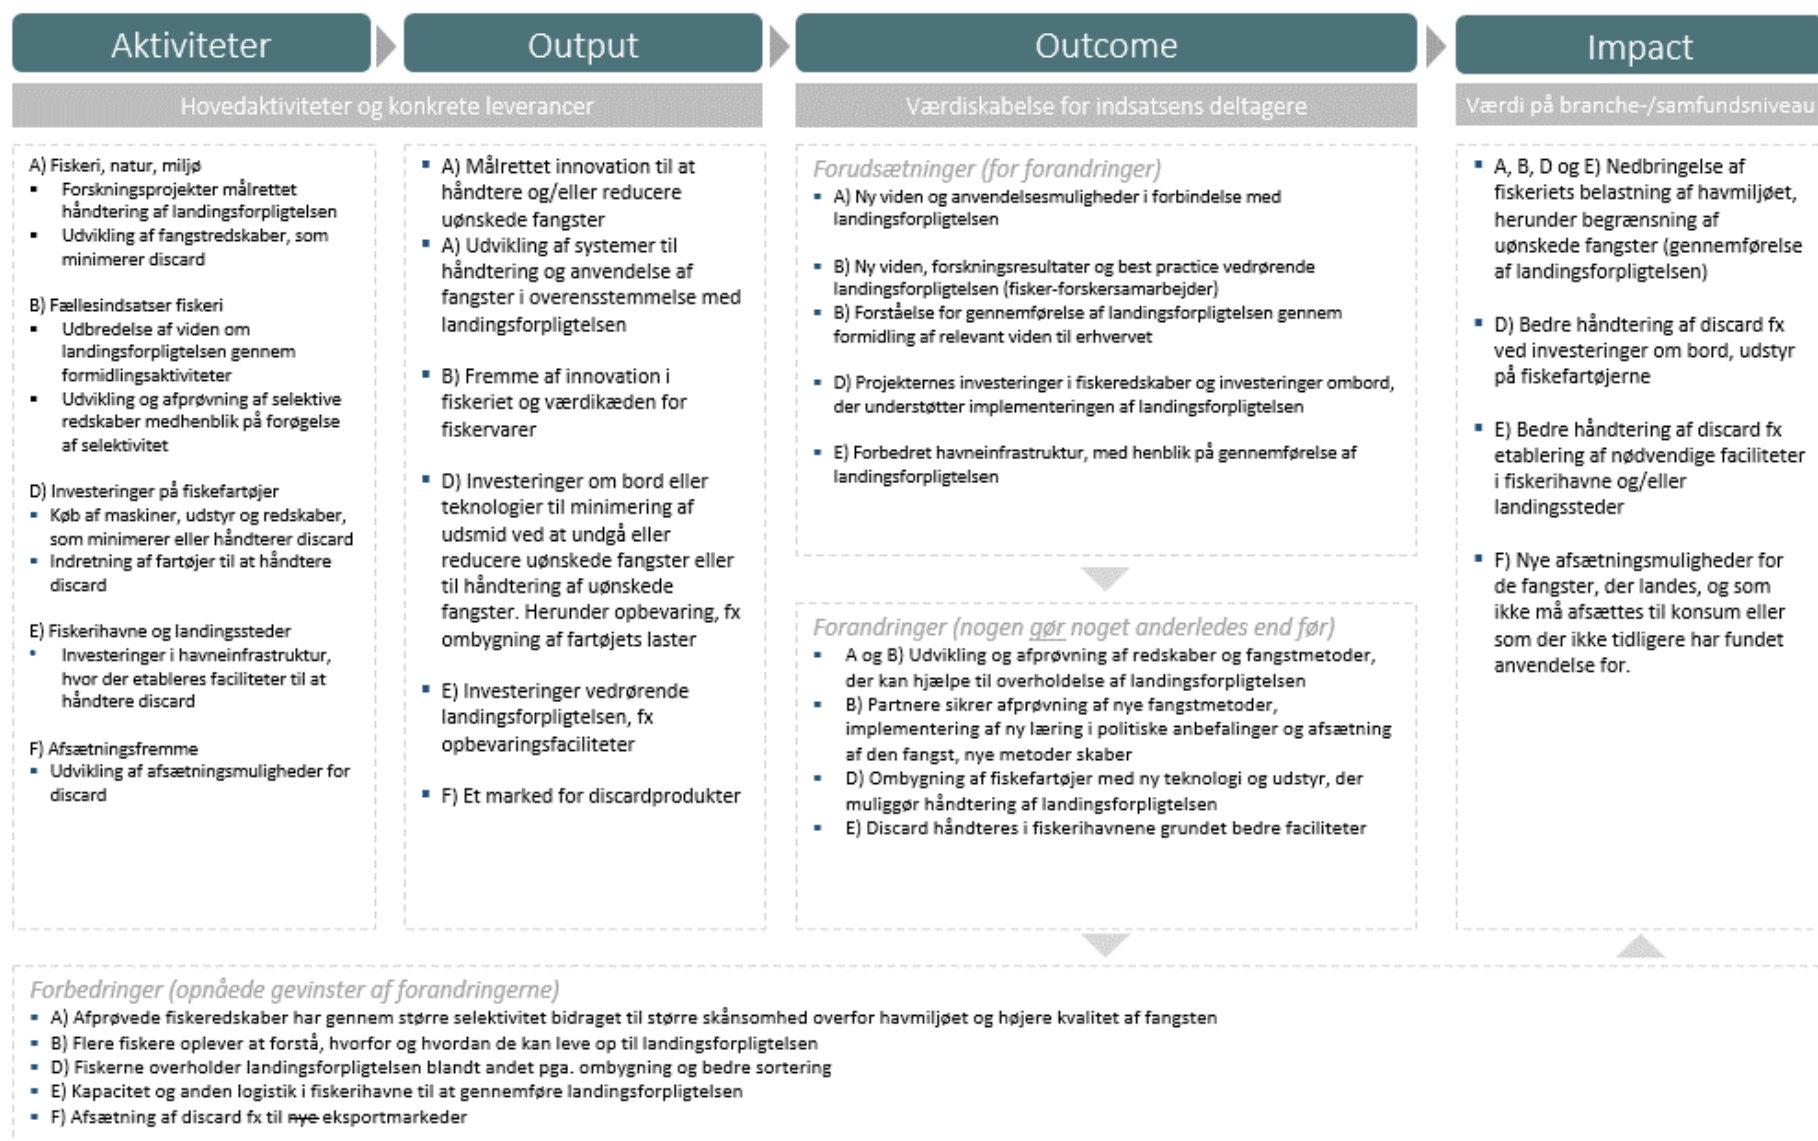 Aktiviteter
Output
Outcome
Impact
Hovedaktiviteter og konkrete leverancer
Værdiskabelse for indsatsens deltagere
Værdi på branche-/samfundsniveau
A) Fiskeri, natur, miljø
▪ Forskningsprojekter målrettet
håndtering af landingsforpligtelsen
▪ Udvikling af fangstredskaber, som
minimerer discard
B) Fællesindsatser fiskeri
▪ Udbredelse af viden om
landingsforpligtelsen gennem
formidlingsaktiviteter
▪ Udvikling og afprøvning af selektive
redskaber medhenblik på forøgelse
af selektivitet
D) Investeringer på fiskefartøjer
▪ Køb af maskiner, udstyr og redskaber,
som minimerer eller håndterer discard
▪ Indretning af fartøjer til at håndtere
discard
E) Fiskerihavne og landingssteder
• Investeringer i havneinfrastruktur,
hvor der etableres faciliteter til at
håndtere discard
F) Afsætningsfremme
▪ Udvikling af afsætningsmuligheder for
discard
▪ A) Målrettet innovation til at
håndtere og/eller reducere
uønskede fangster
▪ A) Udvikling af systemer til
håndtering og anvendelse af
fangster i overensstemmelse med
landingsforpligtelsen
▪ B) Fremme af innovation i
fiskeriet og værdikæden for
fiskervarer
▪ D) Investeringer om bord eller
teknologier til minimering af
udsmid ved at undgå eller
reducere uønskede fangster eller
til håndtering af uønskede
fangster. Herunder opbevaring, fx
ombygning af fartøjets laster
▪ E) Investeringer vedrørende
landingsforpligtelsen, fx
opbevaringsfaciliteter
▪ F) Et marked for discardprodukter
Forudsætninger (for forandringer)
▪ A) Ny viden og anvendelsesmuligheder i forbindelse med
landingsforpligtelsen
▪ B) Ny viden, forskningsresultater og best practice vedrørende
landingsforpligtelsen (fisker-forskersamarbejder)
▪ B) Forståelse for gennemførelse af landingsforpligtelsen gennem
formidling af relevant viden til erhvervet
▪ D) Projekternes investeringer i fiskeredskaber og investeringer ombord,
der understøtter implementeringen af landingsforpligtelsen
▪ E) Forbedret havneinfrastruktur, med henblik på gennemførelse af
landingsforpligtelsen
Forandringer (nogen gør noget anderledes end før)
▪ A og B) Udvikling og afprøvning af redskaber og fangstmetoder,
der kan hjælpe til overholdelse af landingsforpligtelsen
▪ B) Partnere sikrer afprøvning af nye fangstmetoder,
implementering af ny læring i politiske anbefalinger og afsætning
af den fangst, nye metoder skaber
▪ D) Ombygning af fiskefartøjer med ny teknologi og udstyr, der
muliggør håndtering af landingsforpligtelsen
▪ E) Discard håndteres i fiskerihavnene grundet bedre faciliteter
▪ A, B, D og E) Nedbringelse af
fiskeriets belastning af havmiljøet,
herunder begrænsning af
uønskede fangster (gennemførelse
af landingsforpligtelsen)
▪ D) Bedre håndtering af discard fx
ved investeringer om bord, udstyr
på fiskefartøjerne
▪ E) Bedre håndtering af discard fx
etablering af nødvendige faciliteter
i fiskerihavne og/eller
landingssteder
▪ F) Nye afsætningsmuligheder for
de fangster, der landes, og som
ikke må afsættes til konsum eller
som der ikke tidligere har fundet
anvendelse for.
Forbedringer (opnåede gevinster af forandringerne)
▪ A) Afprøvede fiskeredskaber har gennem større selektivitet bidraget til større skånsomhed overfor havmiljøet og højere kvalitet af fangsten
▪ B) Flere fiskere oplever at forstå, hvorfor og hvordan de kan leve op til landingsforpligtelsen
▪ D) Fiskerne overholder landingsforpligtelsen blandt andet pga. ombygning og bedre sortering
▪ E) Kapacitet og anden logistik i fiskerihavne til at gennemføre landingsforpligtelsen
▪ F) Afsætning af discard fx til nye eksportmarkeder